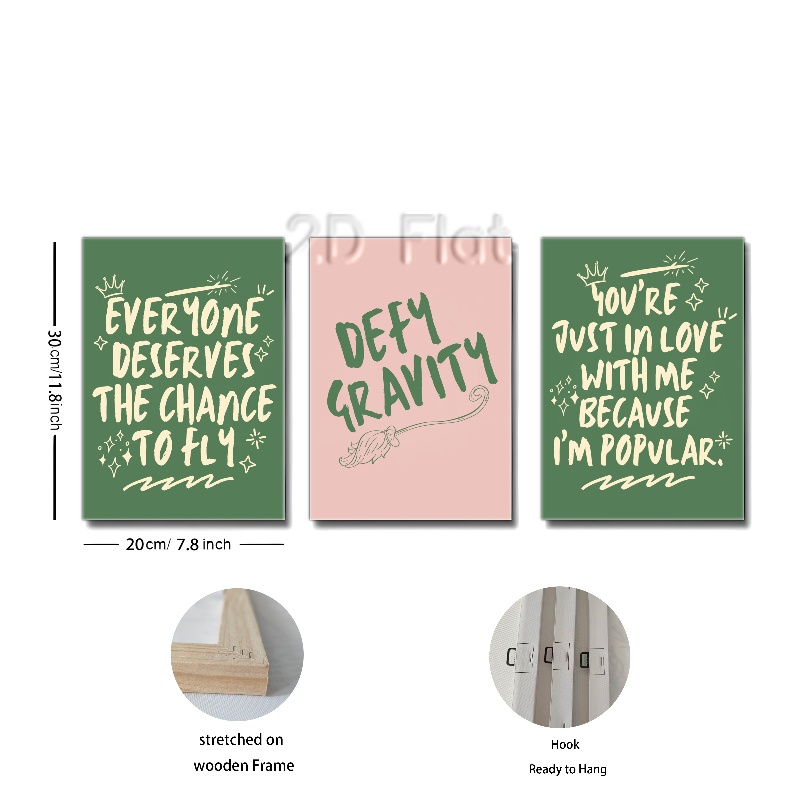 2D Flat
EVERYONE
DESERVES
THE CHANCE
TO FLY
DEFY
GRAVITY
YOU'RE
JUST IN LOVE
WITH ME
BECAUSE
I'M POPULAR.
30cm/11.8inch
20cm/ 7.8 inch
stretched on
wooden Frame
Hook
Ready to Hang